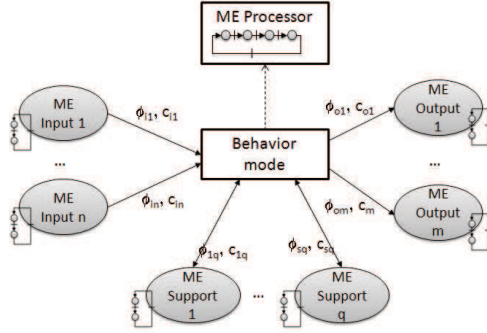 ME Processor
ME
Input 1
ϕi1, ci1
...
ME
Input n
ϕin, cin
Behavior
mode
ϕo1, co1
ME
Output
1
...
ϕom, cm
ME
Output
m
ϕ1q, c1q
ϕsq, csq
ME
Support
1
...
ME
Support
q